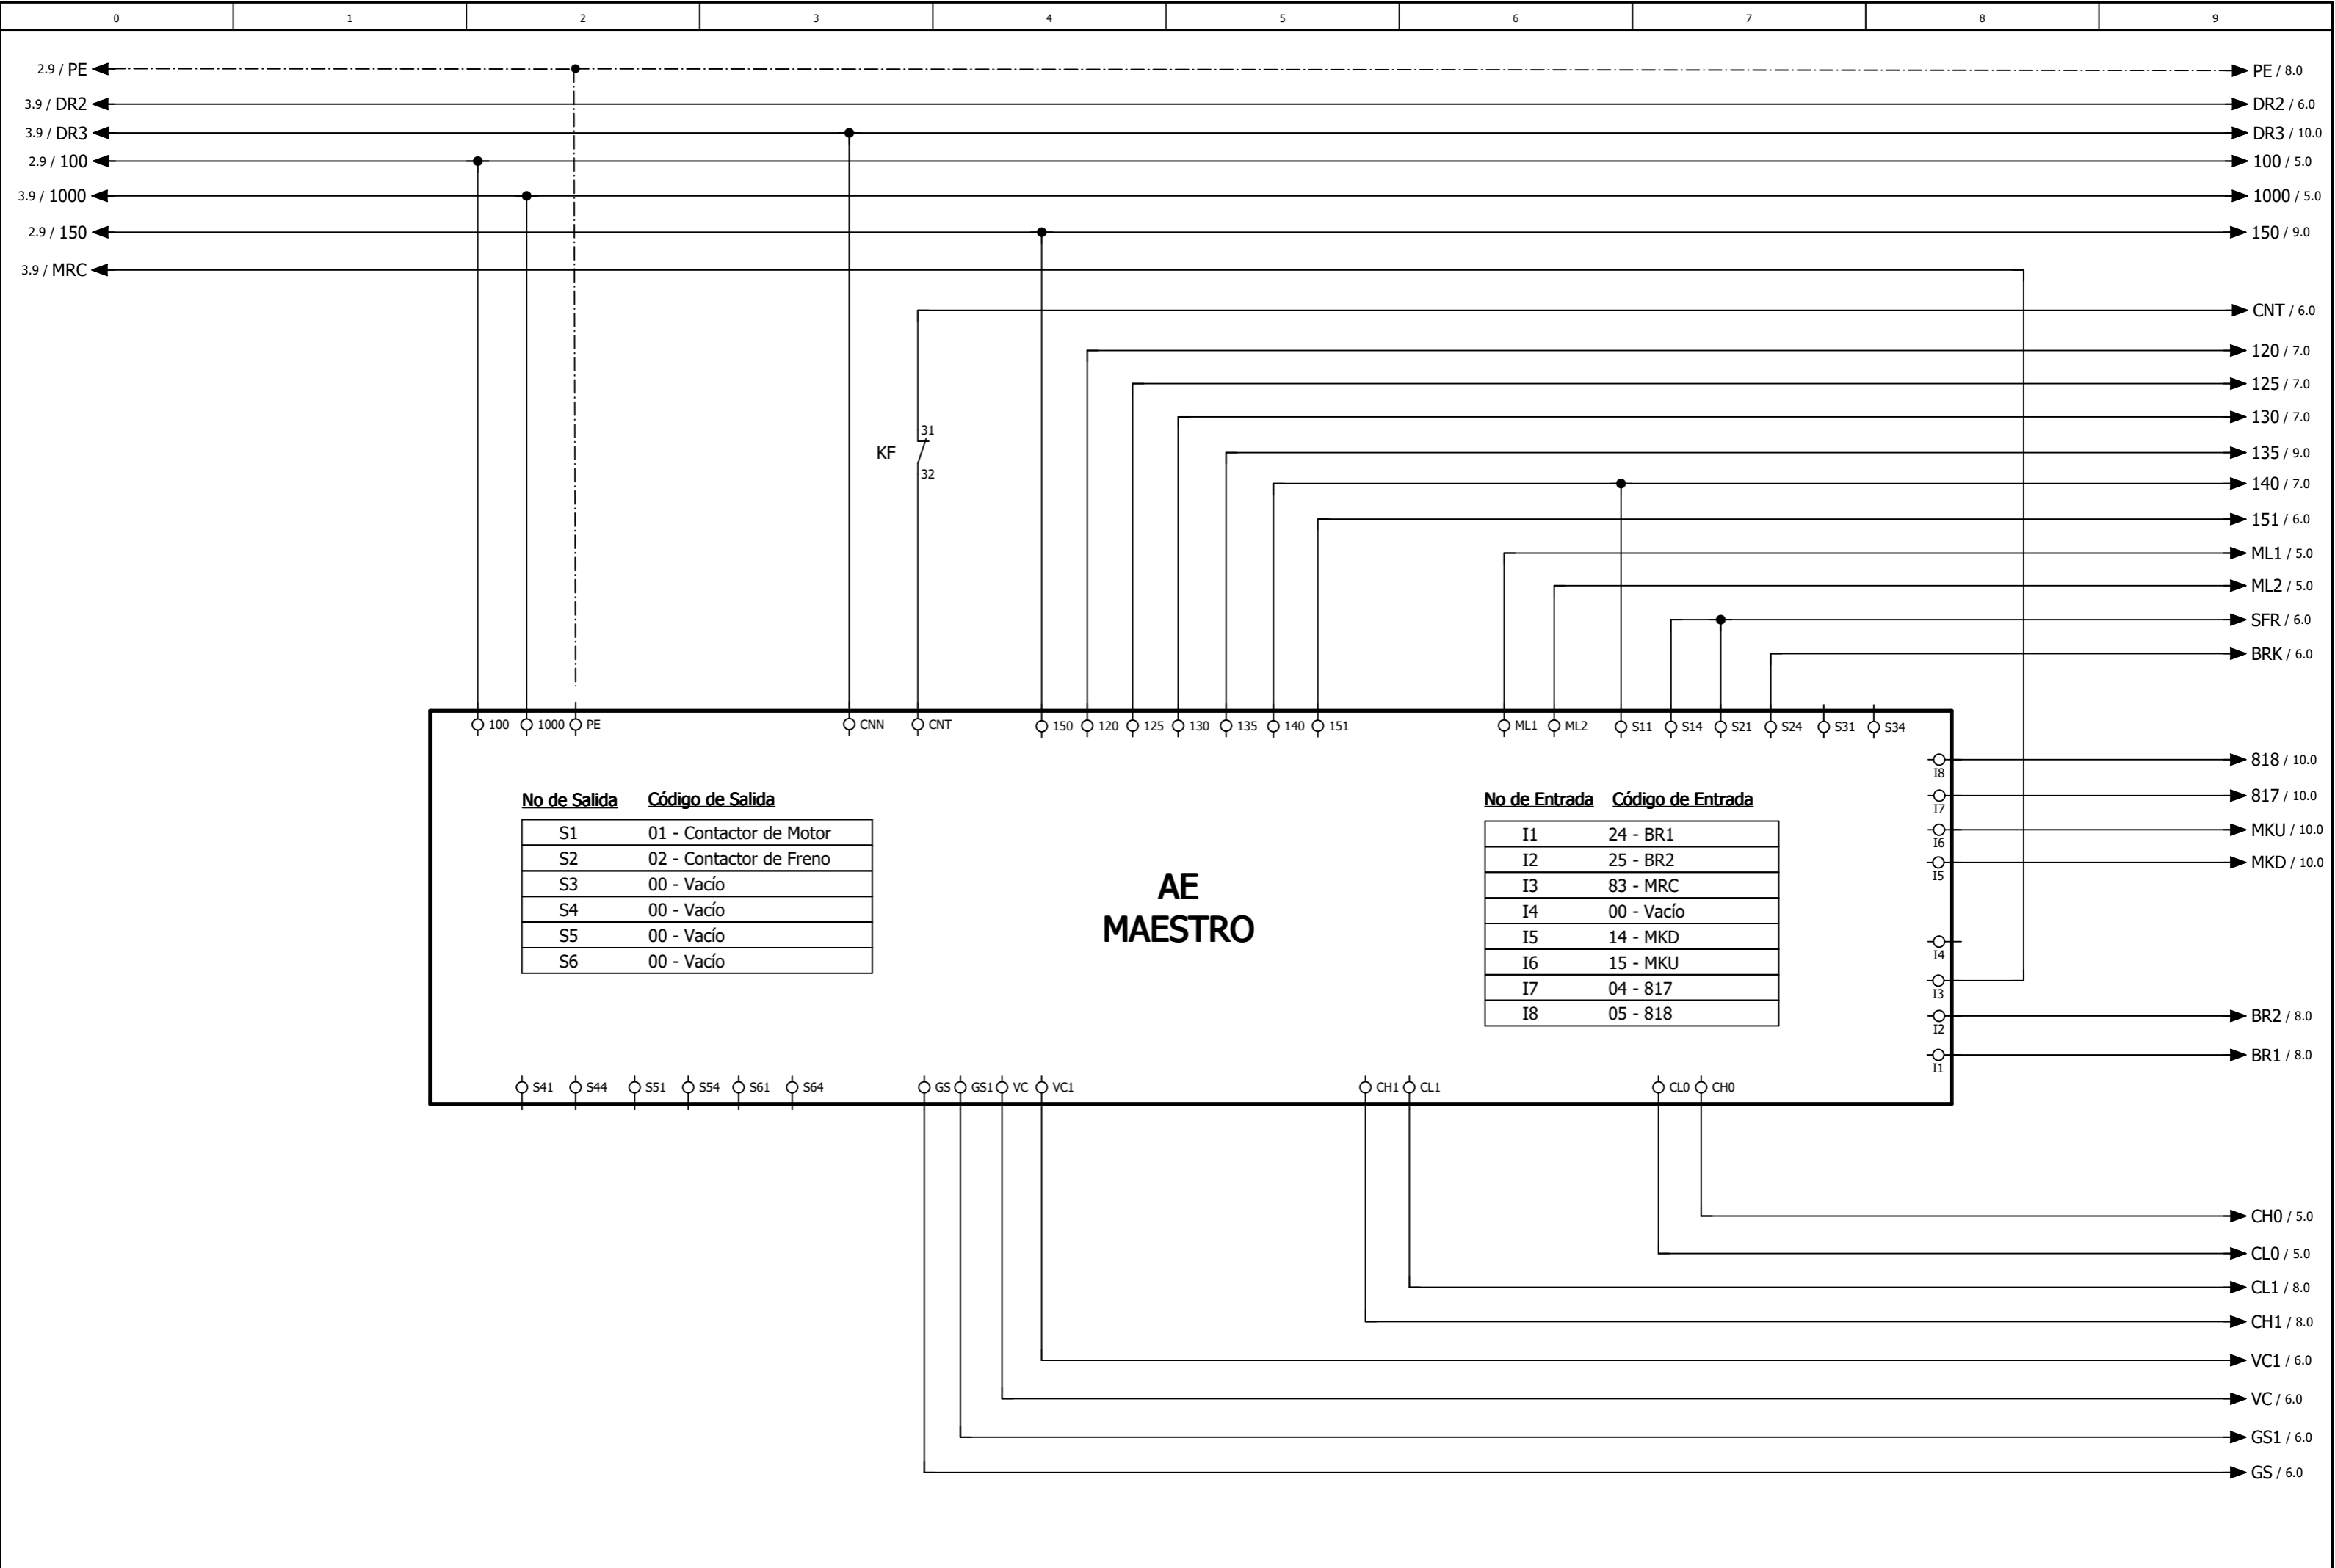 0 1 2 3 4 5 6 7 8 9
2.9 / PE
PE / 8.0
3.9 / DR2
DR2 / 6.0
3.9 / DR3
DR3 / 10.0
2.9 / 100
100 / 5.0
3.9 / 1000
1000 / 5.0
2.9 / 150
150 / 9.0
3.9 / MRC
CNT / 6.0
120 / 7.0
125 / 7.0
130 / 7.0
31
KF
32
135 / 9.0
140 / 7.0
151 / 6.0
ML1 / 5.0
ML2 / 5.0
SFR / 6.0
BRK / 6.0
100 1000 PE CNN CNT 150 120 125 130 135 140 151 ML1 ML2 S11 S14 S21 S24 S31 S34
I8
818 / 10.0
I7
817 / 10.0
I6
MKU / 10.0
I5
MKD / 10.0
No de Salida Código de Salida
S1 01 - Contactor de Motor
S2 02 - Contactor de Freno
S3 00 - Vacío
S4 00 - Vacío
S5 00 - Vacío
S6 00 - Vacío
AE
MAESTRO
No de Entrada Código de Entrada
I1 24 - BR1
I2 25 - BR2
I3 83 - MRC
I4 00 - Vacío
I5 14 - MKD
I6 15 - MKU
I7 04 - 817
I8 05 - 818
I4
I3
I2
BR2 / 8.0
I1
BR1 / 8.0
S41 S44 S51 S54 S61 S64 GS GS1 VC VC1 CH1 CL1 CL0 CH0
CH0 / 5.0
CL0 / 5.0
CL1 / 8.0
CH1 / 8.0
VC1 / 6.0
VC / 6.0
GS1 / 6.0
GS / 6.0